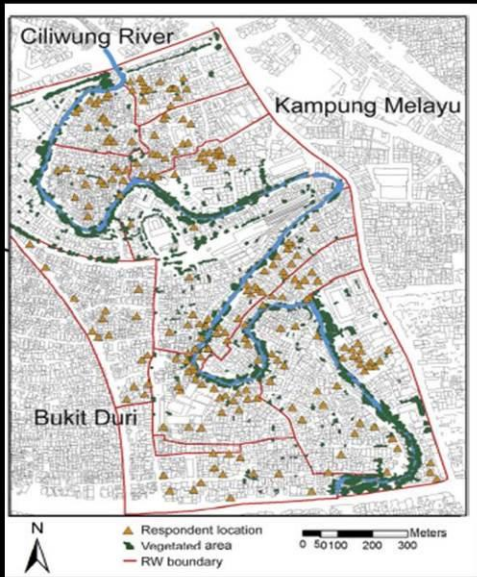 Ciliwung River
Kampung Melayu
Bukit Duri
N
Respondent location
Vegetated area
RW boundary
Meters
0 50100 200 300